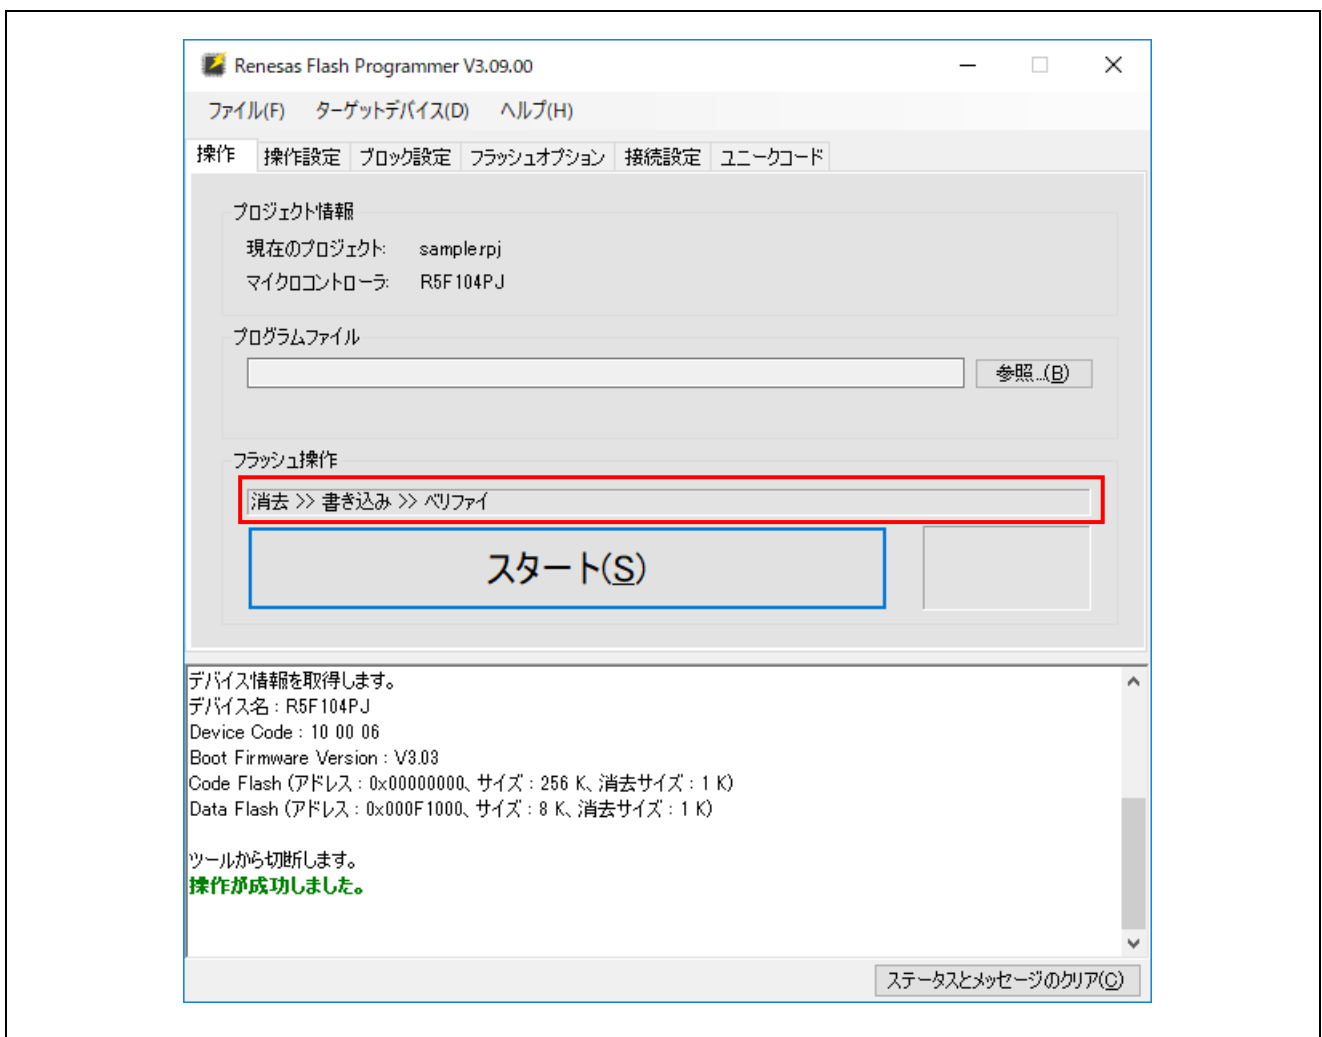 Renesas Flash Programmer V3.09.00
ファイル(F) ターゲットデバイス(D) ヘルプ(H)
操作 操作設定 ブロック設定 フラッシュオプション 接続設定 ユニークコード
プロジェクト情報
現在のプロジェクト: sample.rpj
マイクロコントローラ: R5F104PJ
プログラムファイル
参照...(B)
フラッシュ操作
消去 >> 書き込み >> ベリファイ
スタート(S)
デバイス情報を取得します。
デバイス名 : R5F104PJ
Device Code : 10 00 06
Boot Firmware Version : V3.03
Code Flash (アドレス : 0x00000000、サイズ : 256 K、消去サイズ : 1 K)
Data Flash (アドレス : 0x000F1000、サイズ : 8 K、消去サイズ : 1 K)
ツールから切断します。
操作が成功しました。
ステータスとメッセージのクリア(C)